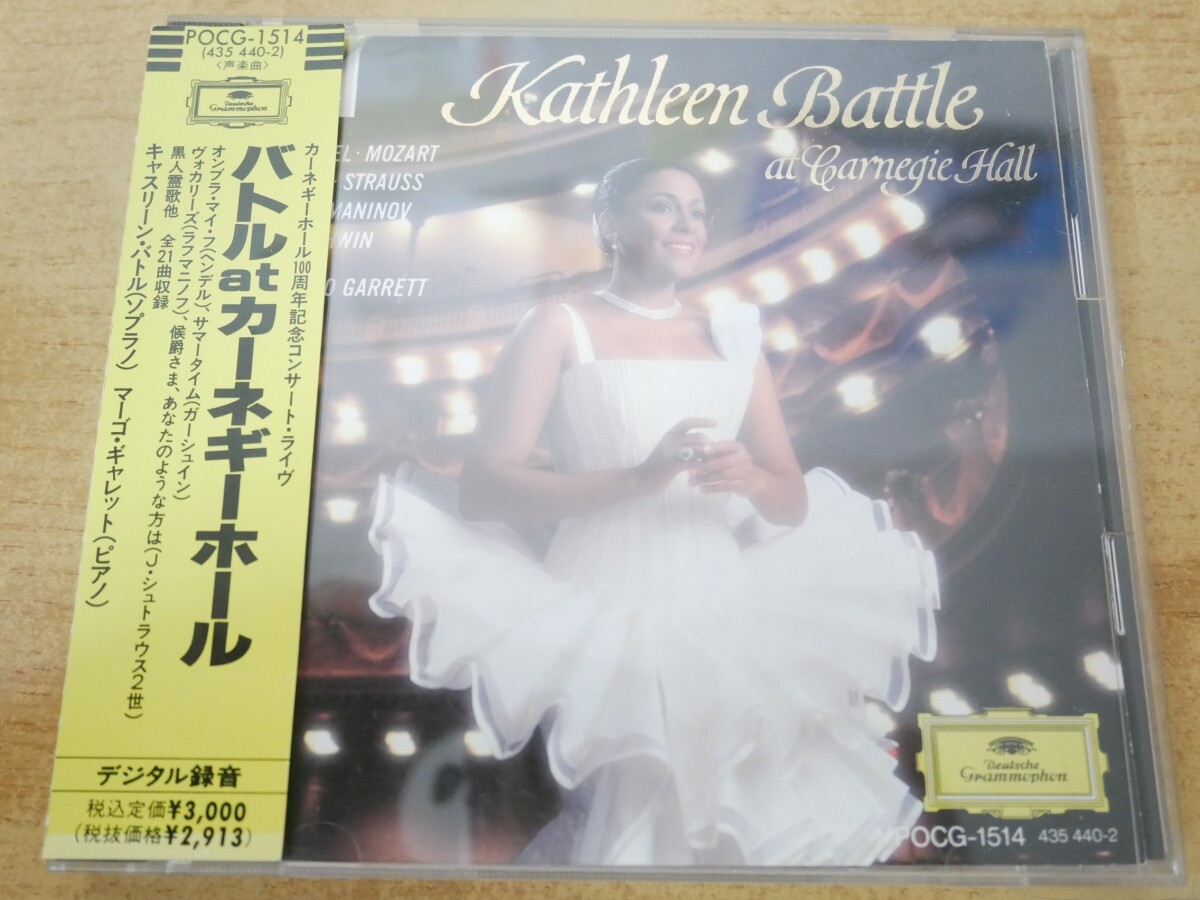 POCG-1514
(435 440-2)
〈声楽曲〉
Deutsche
Grammophon
カーネギーホール100周年記念コンサート・ライヴ
バトルatカーネギーホール
オンブラ・マイ・フ(ヘンデル)、サマータイム(ガーシュイン)
ヴォカリーズ(ラフマニノフ)、侯爵さま、あなたのような方は(J・シュトラウス2世)
黒人霊歌他 全21曲収録
キャスリーン・バトル(ソプラノ) マーゴ・ギャレット(ピアノ)
デジタル録音
税込定価¥3,000
(税抜価格¥2,913)
Kathleen Battle
at Carnegie Hall
EL · MOZART
STRAUSS
MANINOV
WIN
O GARRETT
Deutsche
Grammophon
POCG-1514 435 440-2